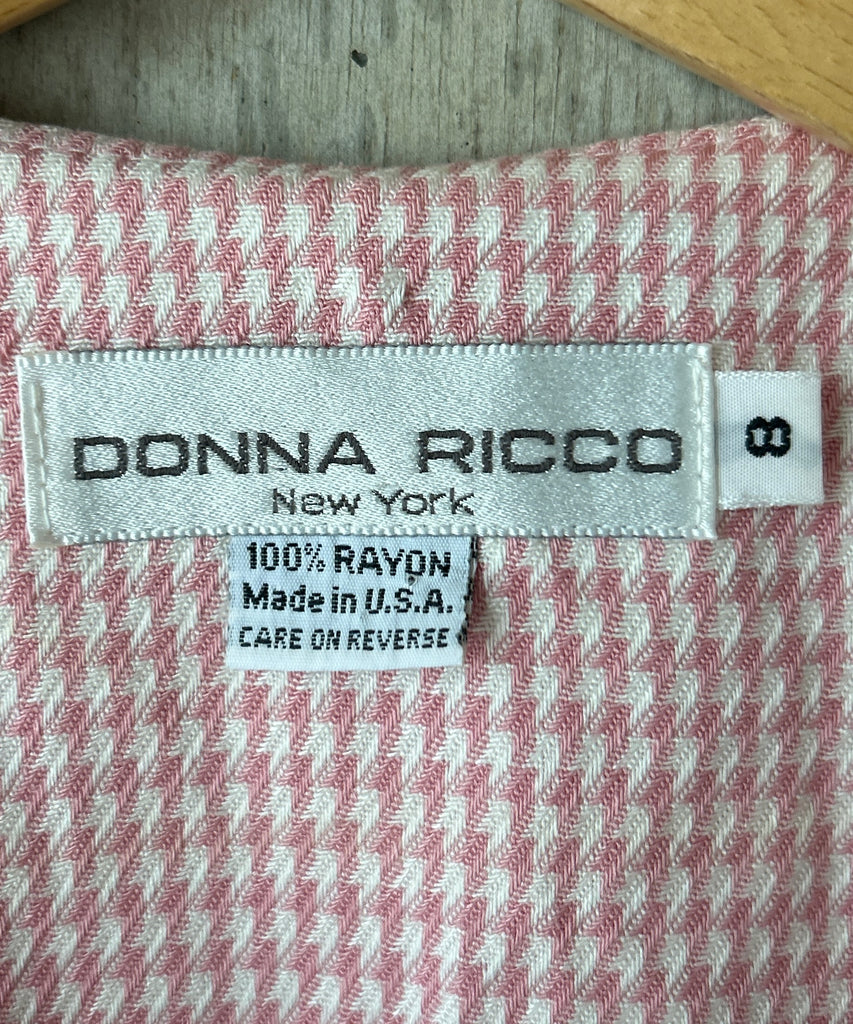 DONNA RICCO
New York
8
100% RAYON
Made in U.S.A.
CARE ON REVERSE